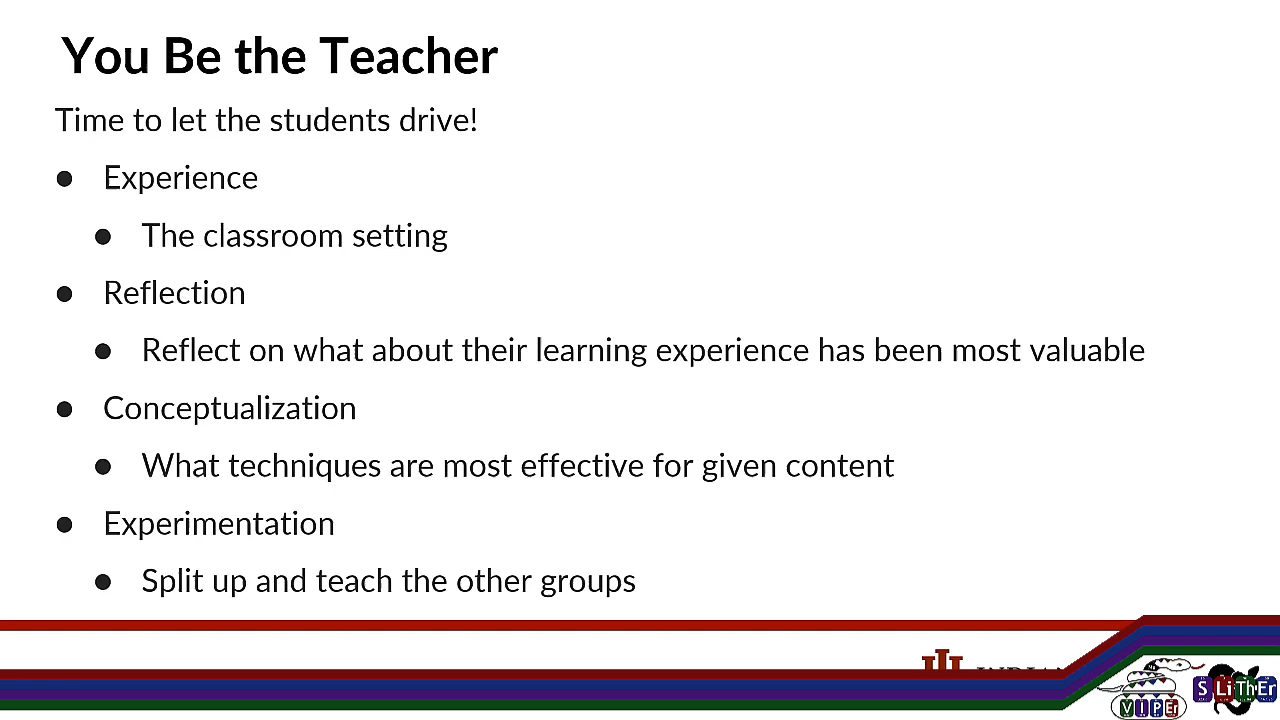 You Be the Teacher
Time to let the students drive!
● Experience
● The classroom setting
● Reflection
● Reflect on what about their learning experience has been most valuable
● Conceptualization
● What techniques are most effective for given content
● Experimentation
● Split up and teach the other groups
VIPEr
SLiThEr